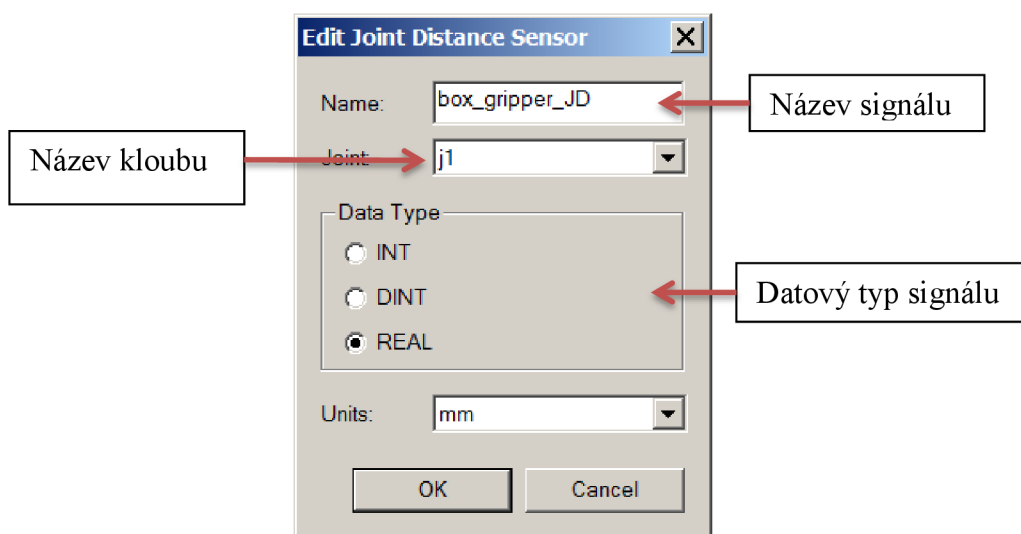 Edit Joint Distance Sensor
Name: box_gripper_JD
Název signálu
Název kloubu
Joint: j1
Data Type
INT
DINT
Datový typ signálu
REAL
Units: mm
OK Cancel